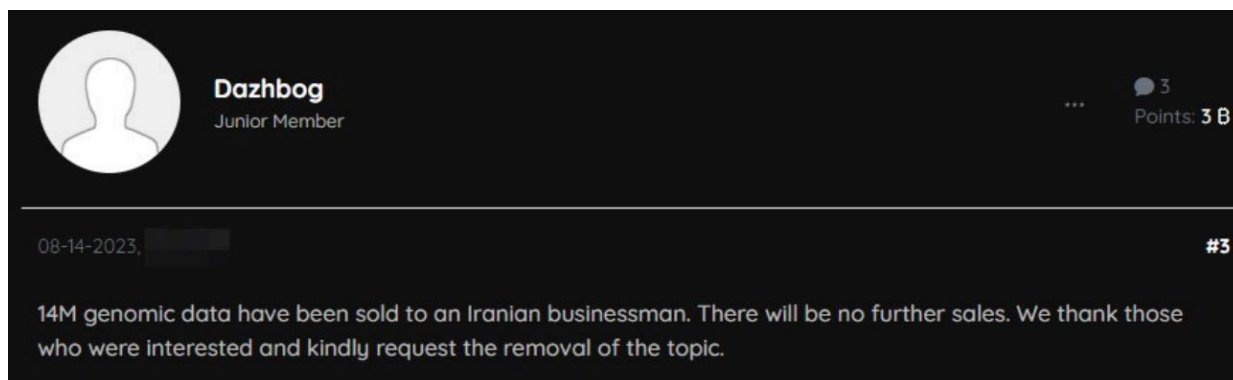 Dazhbog
Junior Member
...
3
Points: 3 B
08-14-2023,
#3
14M genomic data have been sold to an Iranian businessman. There will be no further sales. We thank those
who were interested and kindly request the removal of the topic.